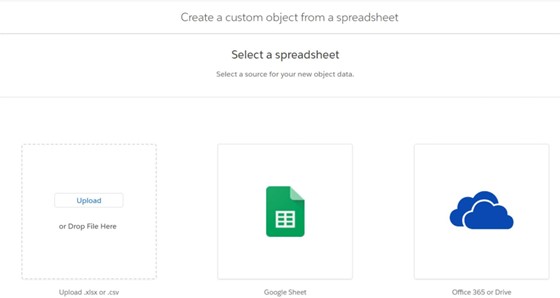 Create a custom object from a spreadsheet
Select a spreadsheet
Select a source for your new object data.
Upload
or Drop File Here
Upload .xlsx or .csv
Google Sheet
Office 365 or Drive